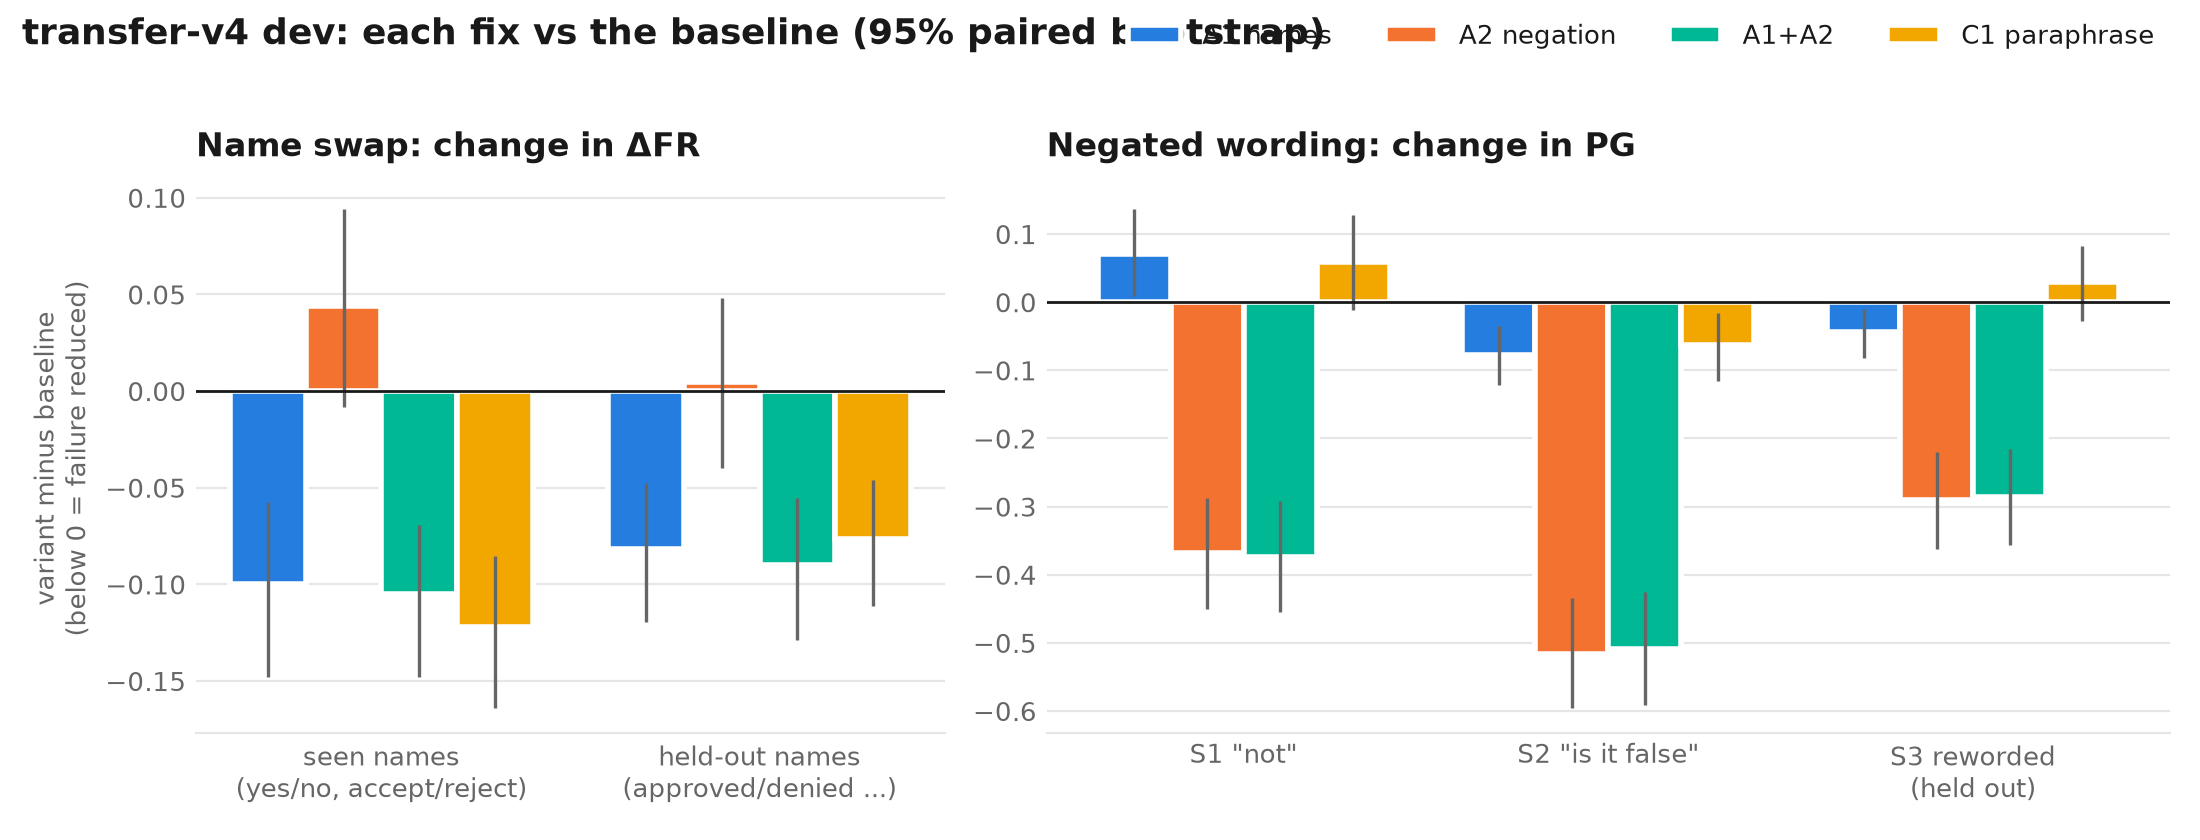 transfer-v4 dev: each fix vs the baseline (95% paired bootstrap)
A1 names
A2 negation
A1+A2
C1 paraphrase
Name swap: change in ΔFR
variant minus baseline
(below 0 = failure reduced)
0.10
0.05
0.00
−0.05
−0.10
−0.15
seen names
(yes/no, accept/reject)
held-out names
(approved/denied ...)
Negated wording: change in PG
0.1
0.0
−0.1
−0.2
−0.3
−0.4
−0.5
−0.6
S1 "not"
S2 "is it false"
S3 reworded
(held out)